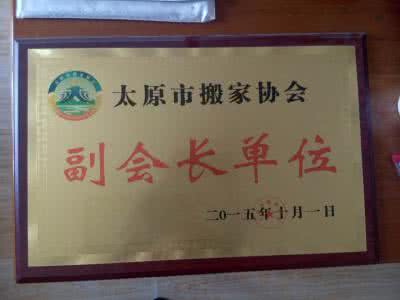 太原市搬家协会
副会长单位
二0一五年十月一日